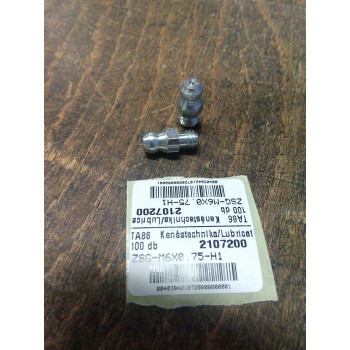 TA86 Kenéstechnika/Lubricat
100 db 2107200
ZSG-M6X0.75-H1
TA86 Kenéstechnika/Lubrica
100 db 2107200
ZSG-M6X0.75-H1